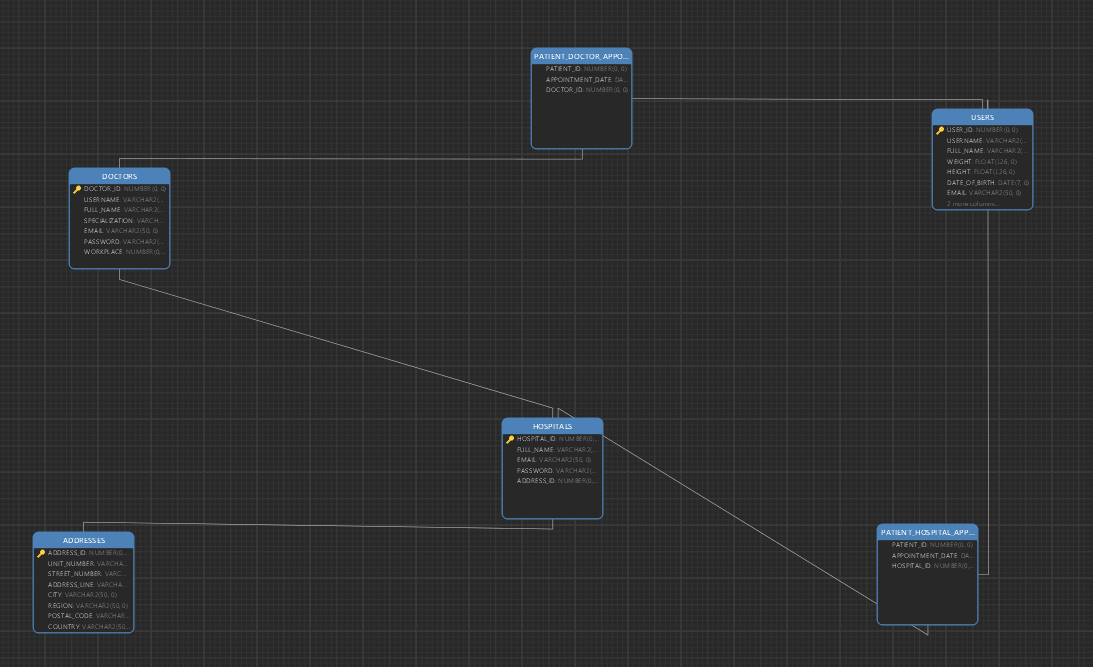 PATIENT_DOCTOR_APPO...
PATIENT_ID: NUMBER(0, 0)
APPOINTMENT_DATE: DA...
DOCTOR_ID: NUMBER(0, 0)
USERS
USER_ID: NUMBER(0, 0)
USERNAME: VARCHAR2(...
FULL_NAME: VARCHAR2(...
WEIGHT: FLOAT(126, 0)
HEIGHT: FLOAT(126, 0)
DATE_OF_BIRTH: DATE(7, 0)
EMAIL: VARCHAR2(50, 0)
2 more columns...
DOCTORS
DOCTOR_ID: NUMBER(0, 0)
USERNAME: VARCHAR2(...
FULL_NAME: VARCHAR2(...
SPECIALIZATION: VARCH...
EMAIL: VARCHAR2(50, 0)
PASSWORD: VARCHAR2(...
WORKPLACE: NUMBER(0,...
HOSPITALS
HOSPITAL_ID: NUMBER(0,...
FULL_NAME: VARCHAR2(...
EMAIL: VARCHAR2(50, 0)
PASSWORD: VARCHAR2(...
ADDRESS_ID: NUMBER(0,...
ADDRESSES
ADDRESS_ID: NUMBER(0,...
UNIT_NUMBER: VARCHA...
STREET_NUMBER: VARC...
ADDRESS_LINE: VARCHA...
CITY: VARCHAR2(50, 0)
REGION: VARCHAR2(50, 0)
POSTAL_CODE: VARCHAR...
COUNTRY: VARCHAR2(50...
PATIENT_HOSPITAL_APP...
PATIENT_ID: NUMBER(0, 0)
APPOINTMENT_DATE: DA...
HOSPITAL_ID: NUMBER(0,...